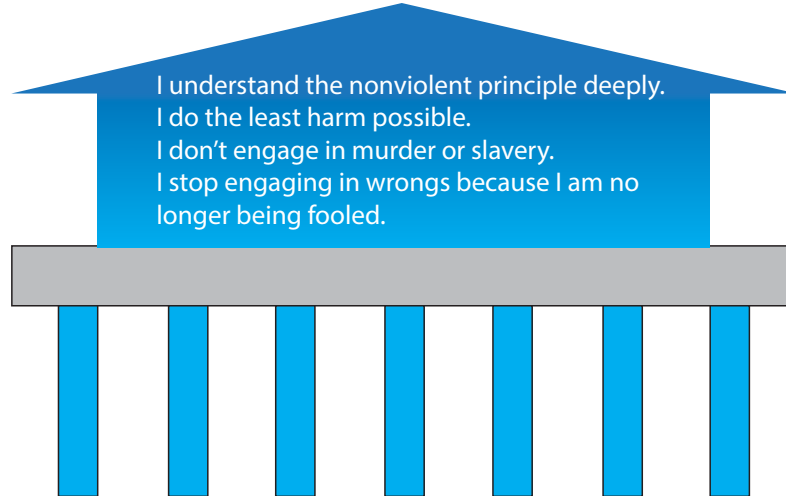 I understand the nonviolent principle deeply.
I do the least harm possible.
I don’t engage in murder or slavery.
I stop engaging in wrongs because I am no
longer being fooled.